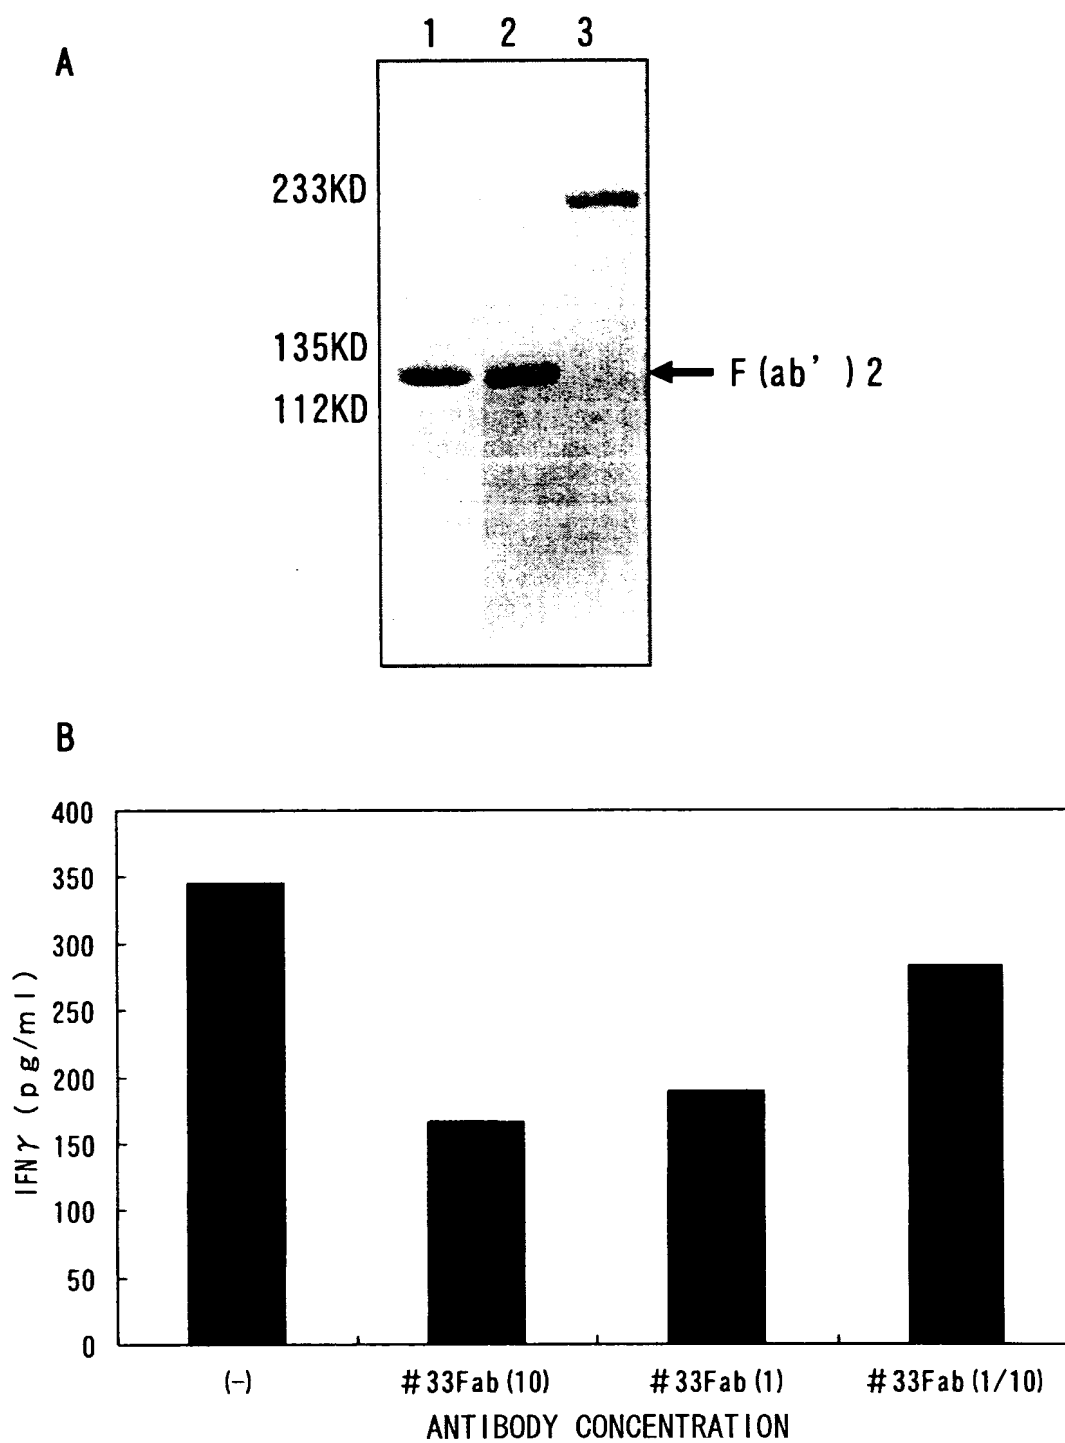 A
1 2 3
233KD
135KD
F(ab')2
112KD
B
400
350
300
250
200
150
100
50
0
IFNγ (pg/ml)
(-) #33Fab(10) #33Fab(1) #33Fab(1/10)
ANTIBODY CONCENTRATION